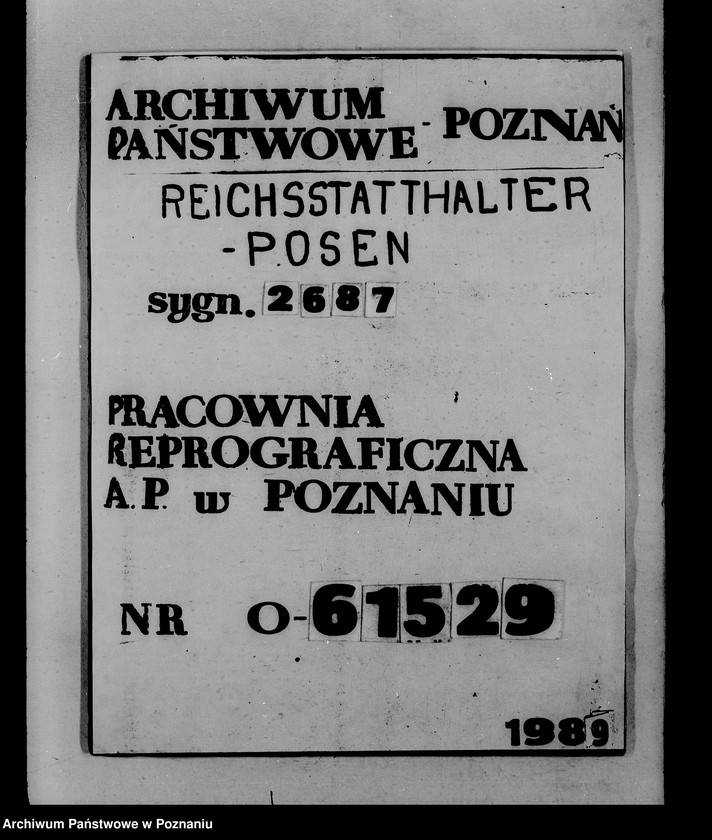 ARCHIWUM
PAŃSTWOWE - POZNAŃ
REICHSSTATTHALTER
-POSEN
sygn. 2687
PRACOWNIA
REPROGRAFICZNA
A.P. w POZNANIU
NR O-61529
1989
Archiwum Państwowe w Poznaniu